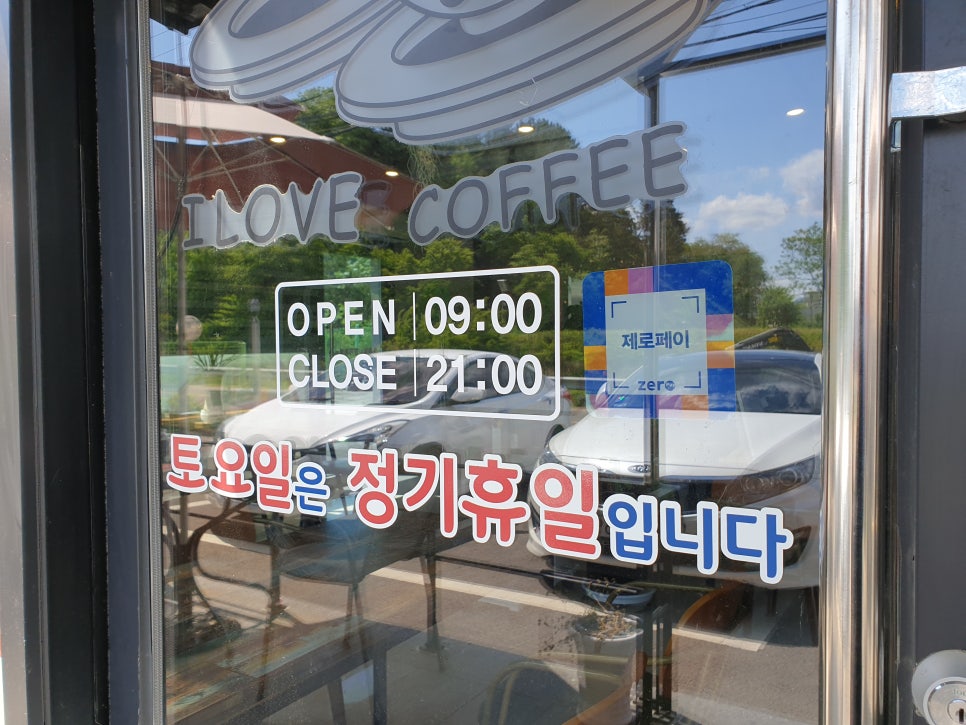 I LOVE COFFEE
OPEN 09:00
CLOSE 21:00
제로페이
zero
토요일은 정기휴일입니다